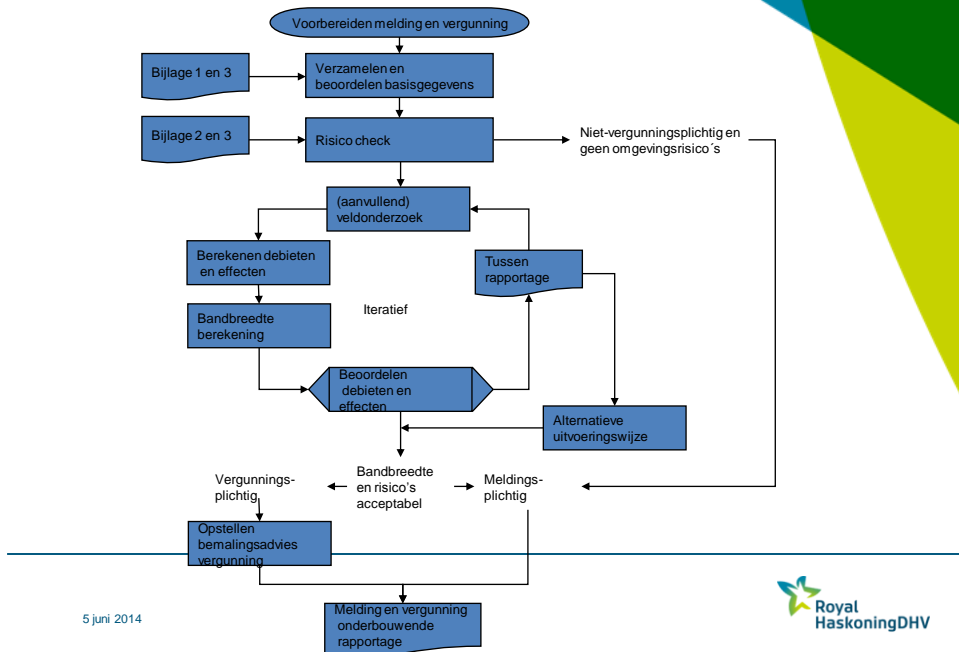 Voorbereiden melding en vergunning
Bijlage 1 en 3
Verzamelen en
beoordelen basisgegevens
Bijlage 2 en 3
Risico check
Niet-vergunningsplichtig en
geen omgevingsrisico´s
(aanvullend)
veldonderzoek
Berekenen debieten
en effecten
Tussen
rapportage
Bandbreedte
berekening
Iteratief
Beoordelen
debieten en
effecten
Alternatieve
uitvoeringswijze
Vergunnings-
plichtig
Bandbreedte
en risico's
acceptabel
Meldings-
plichtig
Opstellen
bemalingsadvies
vergunning
Melding en vergunning
onderbouwende
rapportage
5 juni 2014
Royal
HaskoningDHV